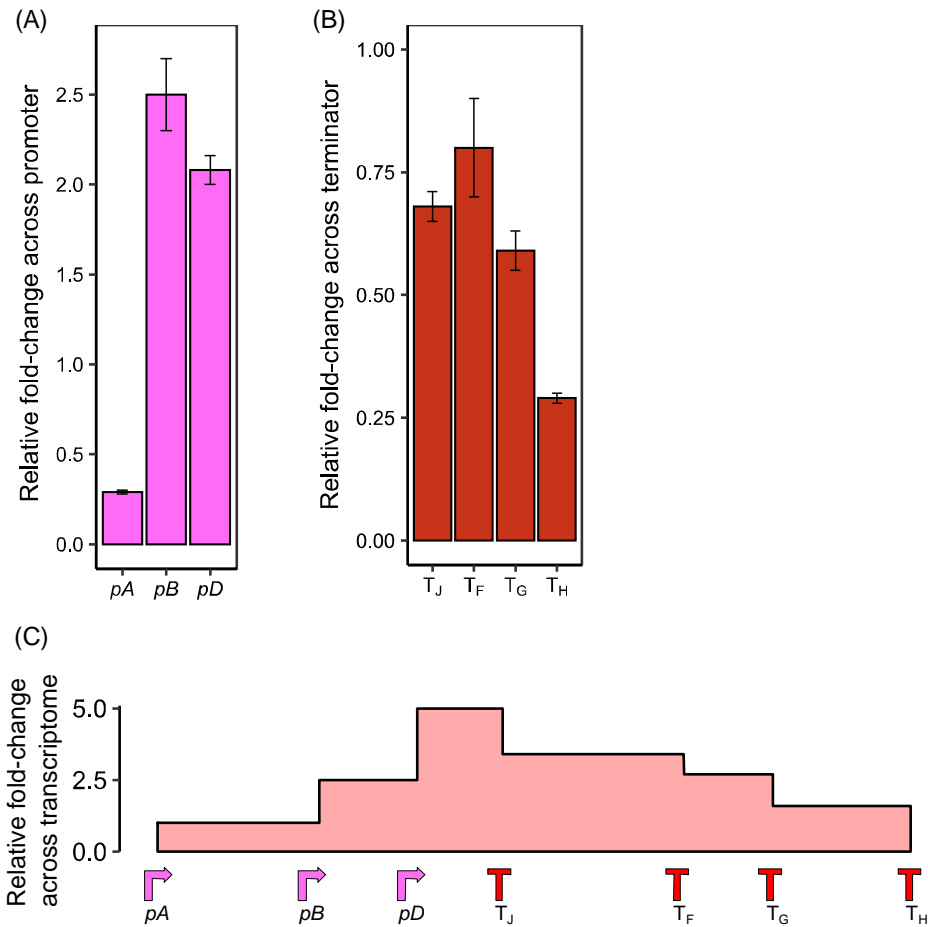 (A)
Relative fold-change across promoter
2.5
2.0
1.5
1.0
0.5
0.0
pA pB pD
(B)
Relative fold-change across terminator
1.00
0.75
0.50
0.25
0.00
TJ TF TG TH
(C)
Relative fold-change
across transcriptome
5.0
2.5
0.0
pA pB pD TJ TF TG TH